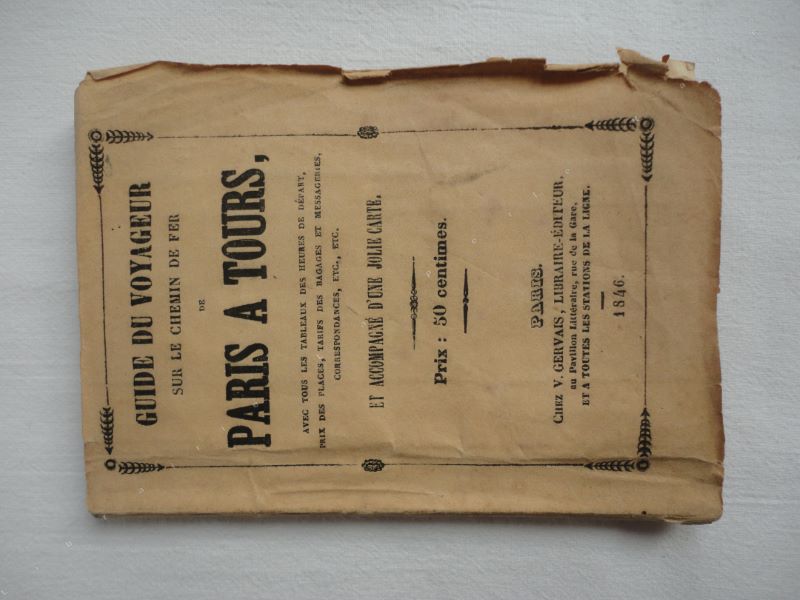 GUIDE DU VOYAGEUR
SUR LE CHEMIN DE FER
DE
PARIS A TOURS,
AVEC TOUS LES TABLEAUX DES HEURES DE DÉPART,
PRIX DES PLACES, TARIFS DES BAGAGES ET MESSAGERIES,
CORRESPONDANCES, ETC., ETC.
ET ACCOMPAGNÉ D'UNE JOLIE CARTE.
Prix : 50 centimes.
PARIS.
CHEZ V. GERVAIS, LIBRAIRE-ÉDITEUR,
au Pavillon Littéraire, rue de la Gare,
ET A TOUTES LES STATIONS DE LA LIGNE.
1846.